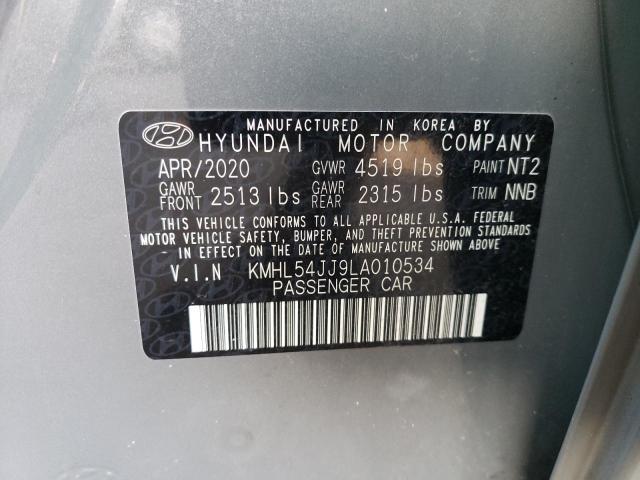 MANUFACTURED IN KOREA BY
HYUNDAI MOTOR COMPANY
APR/2020 GVWR 4519 lbs PAINT NT2
GAWR FRONT 2513 lbs GAWR REAR 2315 lbs TRIM NNB
THIS VEHICLE CONFORMS TO ALL APPLICABLE U.S.A. FEDERAL
MOTOR VEHICLE SAFETY, BUMPER, AND THEFT PREVENTION STANDARDS
IN EFFECT ON THE DATE OF MANUFACTURE SHOWN ABOVE
V.I.N KMHL54JJ9LA010534
PASSENGER CAR